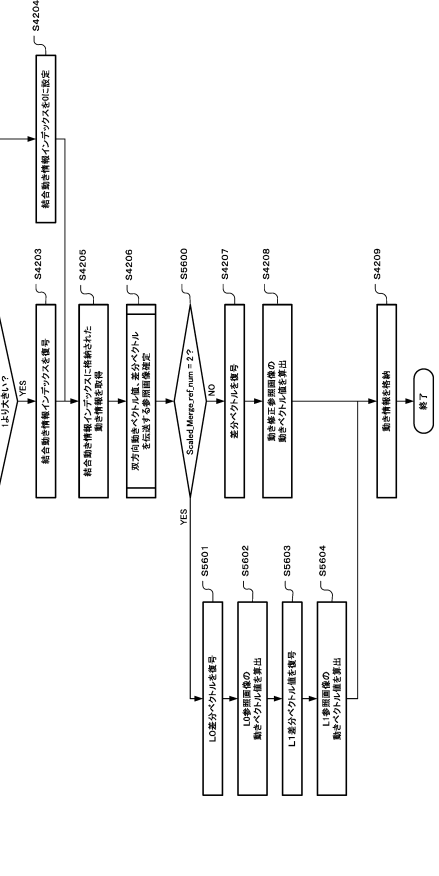 1より大きい?
YES
S4203
結合動き情報インデックスを復号
S4204
結合動き情報インデックスを0に設定
S4205
結合動き情報インデックスに格納された
動き情報を取得
S4206
双方向動きベクトル値、差分ベクトル
を伝送する参照画像確定
S5600
Scaled_Merge_ref_num = 2?
YES
NO
S4207
差分ベクトルを復号
S4208
動き修正参照画像の
動きベクトル値を算出
S5601
L0差分ベクトルを復号
S5602
L0参照画像の
動きベクトル値を算出
S5603
L1差分ベクトル値を復号
S5604
L1参照画像の
動きベクトル値を算出
S4209
動き情報を格納
終了